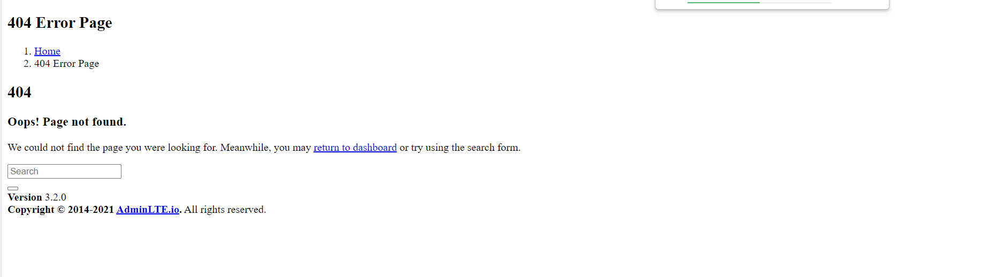 404 Error Page
1. Home
2. 404 Error Page
404
Oops! Page not found.
We could not find the page you were looking for. Meanwhile, you may return to dashboard or try using the search form.
Search
Version 3.2.0
Copyright © 2014-2021 AdminLTE.io. All rights reserved.